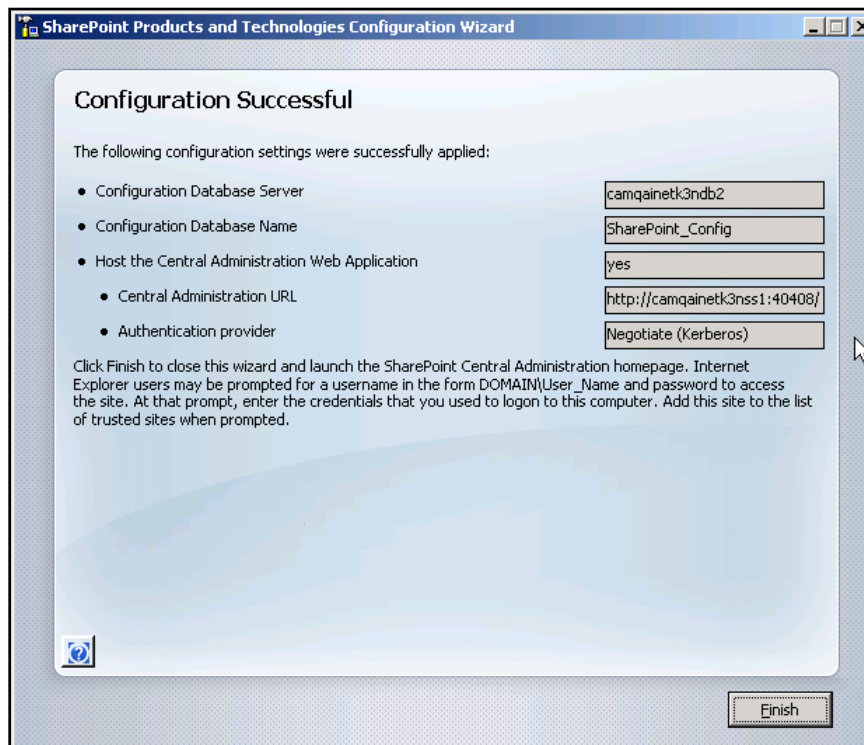 SharePoint Products and Technologies Configuration Wizard
Configuration Successful
The following configuration settings were successfully applied:
• Configuration Database Server camqainetk3ndb2
• Configuration Database Name SharePoint_Config
• Host the Central Administration Web Application yes
• Central Administration URL http://camqainetk3nss1:40408/
• Authentication provider Negotiate (Kerberos)
Click Finish to close this wizard and launch the SharePoint Central Administration homepage. Internet
Explorer users may be prompted for a username in the form DOMAIN\User_Name and password to access
the site. At that prompt, enter the credentials that you used to logon to this computer. Add this site to the list
of trusted sites when prompted.
Finish